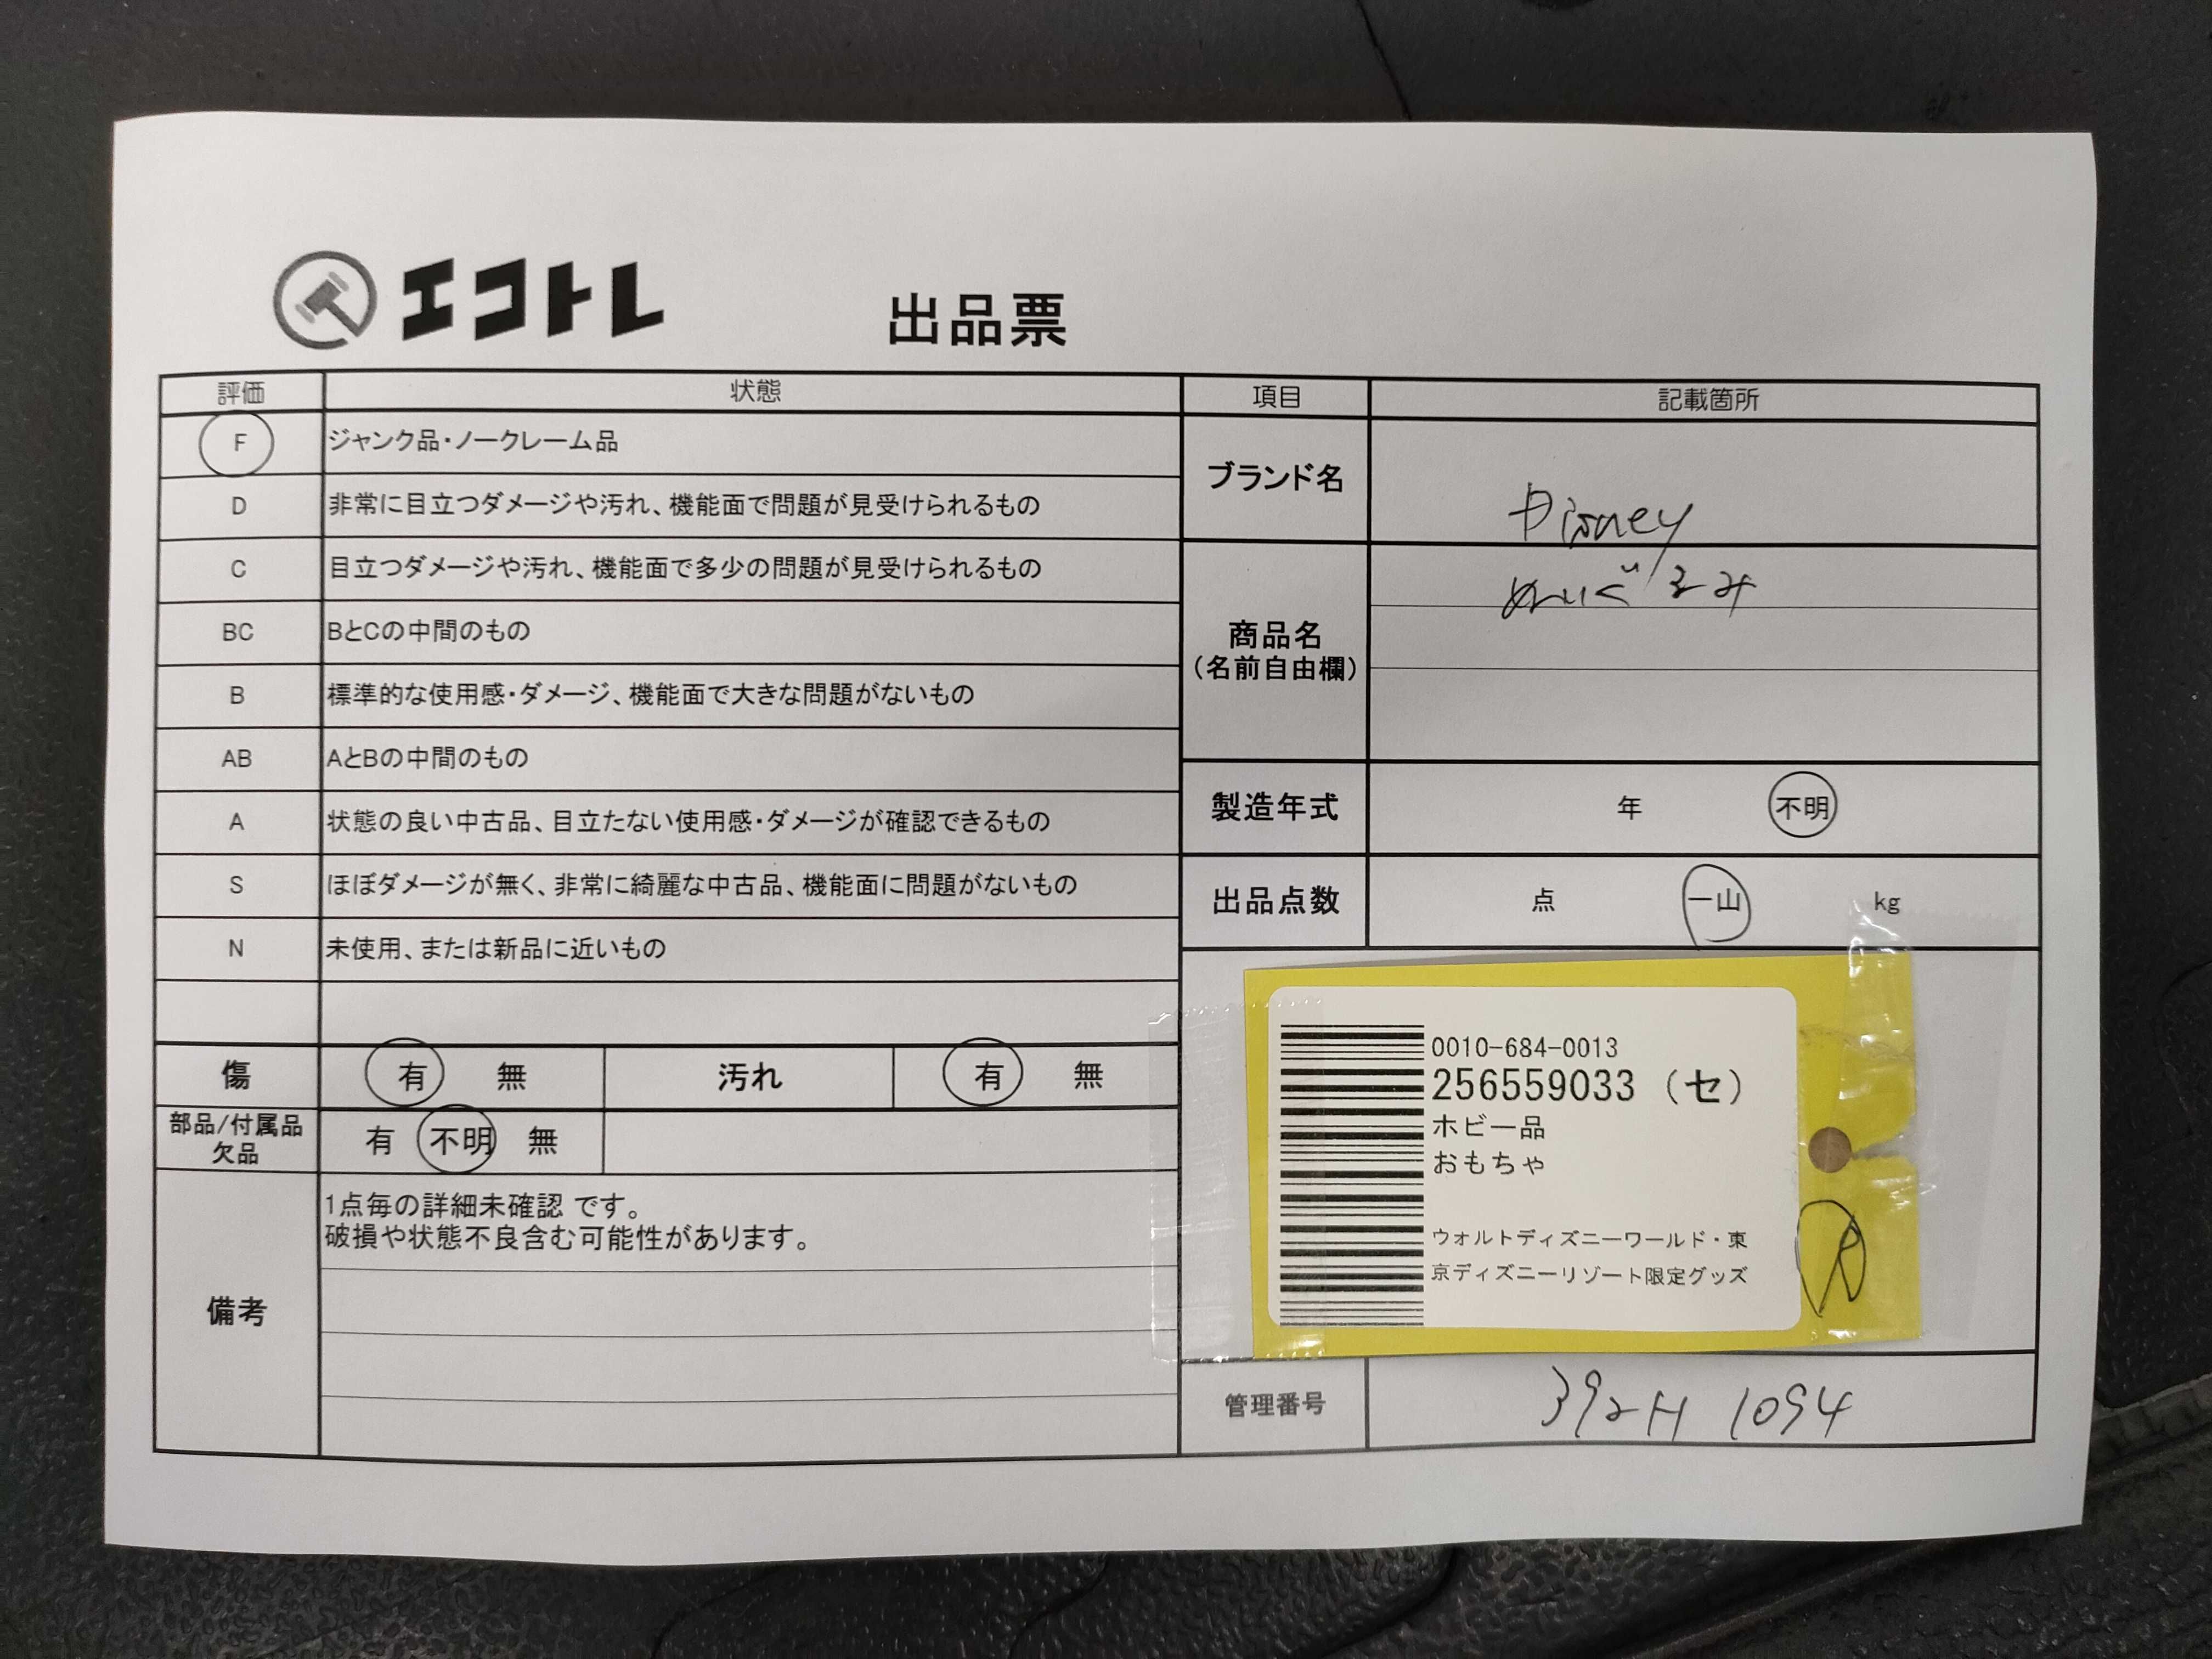 エコトレ
出品票
評価 状態
F ジャンク品・ノークレーム品
D 非常に目立つダメージや汚れ、機能面で問題が見受けられるもの
C 目立つダメージや汚れ、機能面で多少の問題が見受けられるもの
BC BとCの中間のもの
B 標準的な使用感・ダメージ、機能面で大きな問題がないもの
AB AとBの中間のもの
A 状態の良い中古品、目立たない使用感・ダメージが確認できるもの
S ほぼダメージが無く、非常に綺麗な中古品、機能面に問題がないもの
N 未使用、または新品に近いもの
傷 有 無 汚れ 有 無
部品/付属品
欠品
有 不明 無
備考
1点毎の詳細未確認 です。
破損や状態不良含む可能性があります。
項目 記載箇所
ブランド名 Disney
商品名
(名前自由欄)
ぬいぐるみ
製造年式 年 不明
出品点数 点 一山 kg
0010-684-0013
256559033 (セ)
ホビー品
おもちゃ
ウォルトディズニーワールド・東
京ディズニーリゾート限定グッズ
管理番号 392H 1094